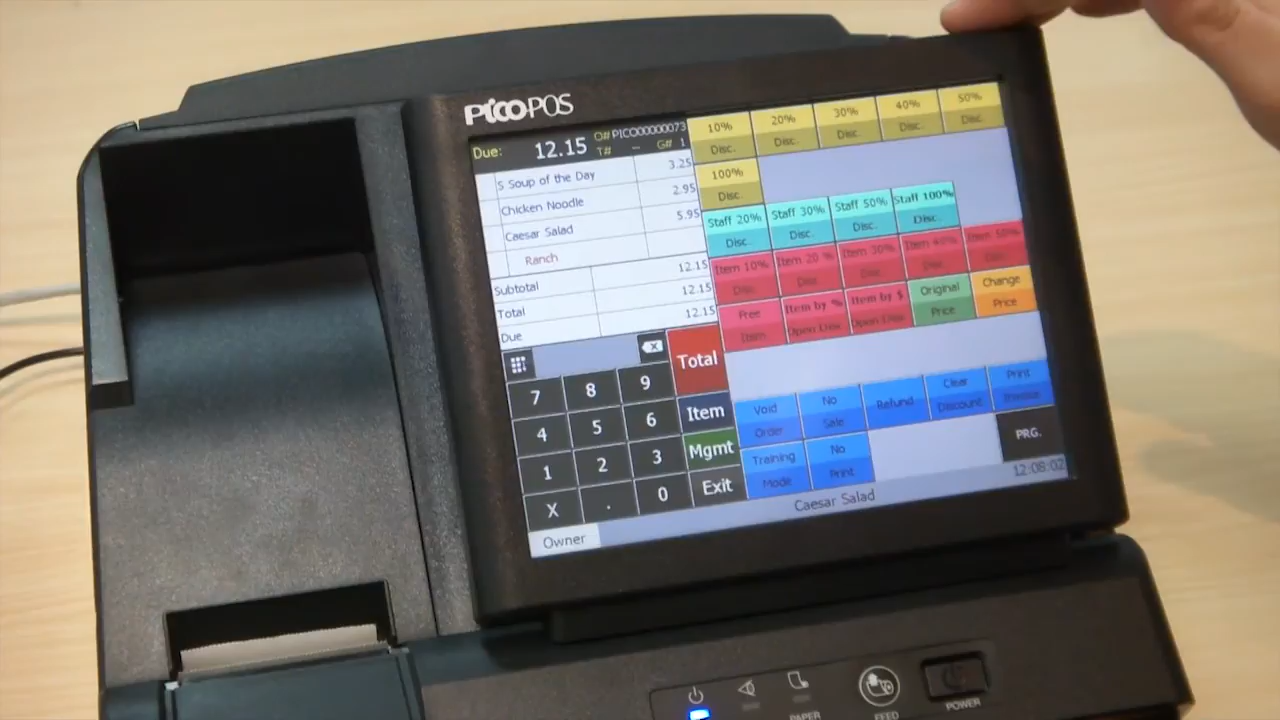 PICOPOS
Due: 12.15 O# PICO00000073
T# -- G# 1
S Soup of the Day 3.25
Chicken Noodle 2.95
Caesar Salad 5.95
Ranch
Subtotal 12.15
Total 12.15
Due 12.15
10% Disc.
20% Disc.
30% Disc.
40% Disc.
50% Disc.
100% Disc.
Staff 20% Disc.
Staff 30% Disc.
Staff 50% Disc.
Staff 100% Disc.
Item 10% Disc.
Item 20 % Disc.
Item 30% Disc.
Item 40% Disc.
Item 50% Disc.
Free Item
Item by % Open Disc.
Item by $ Open Disc.
Original Price
Change Price
7 8 9 Total
4 5 6 Item
1 2 3 Mgmt
X . 0 Exit
Void Order
No Sale
Refund
Clear Discount
Print Invoice
Training Mode
No Print
PRG.
Owner
Caesar Salad
12:08:02
PAPER
FEED
POWER